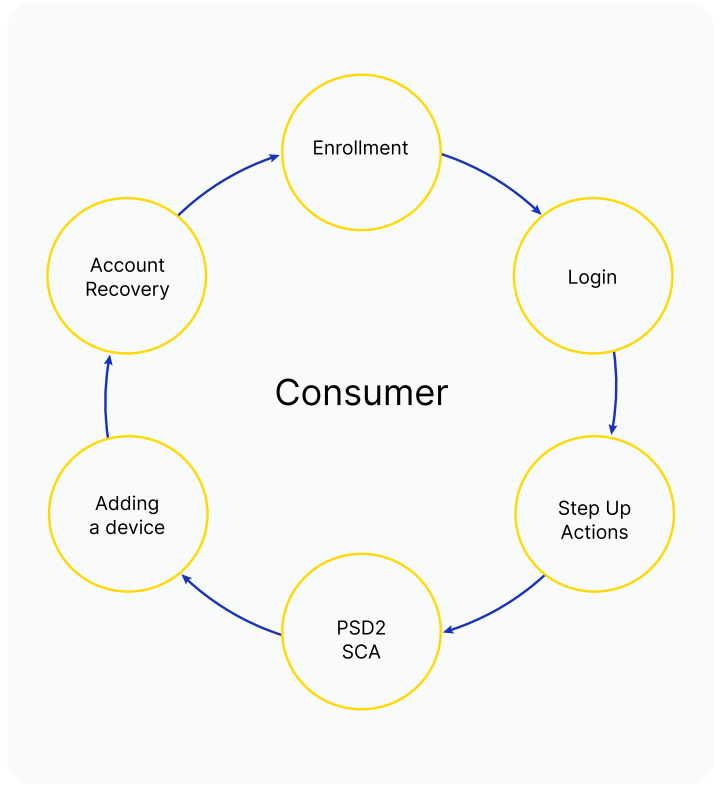 Enrollment
Login
Step Up
Actions
PSD2
SCA
Adding
a device
Account
Recovery
Consumer